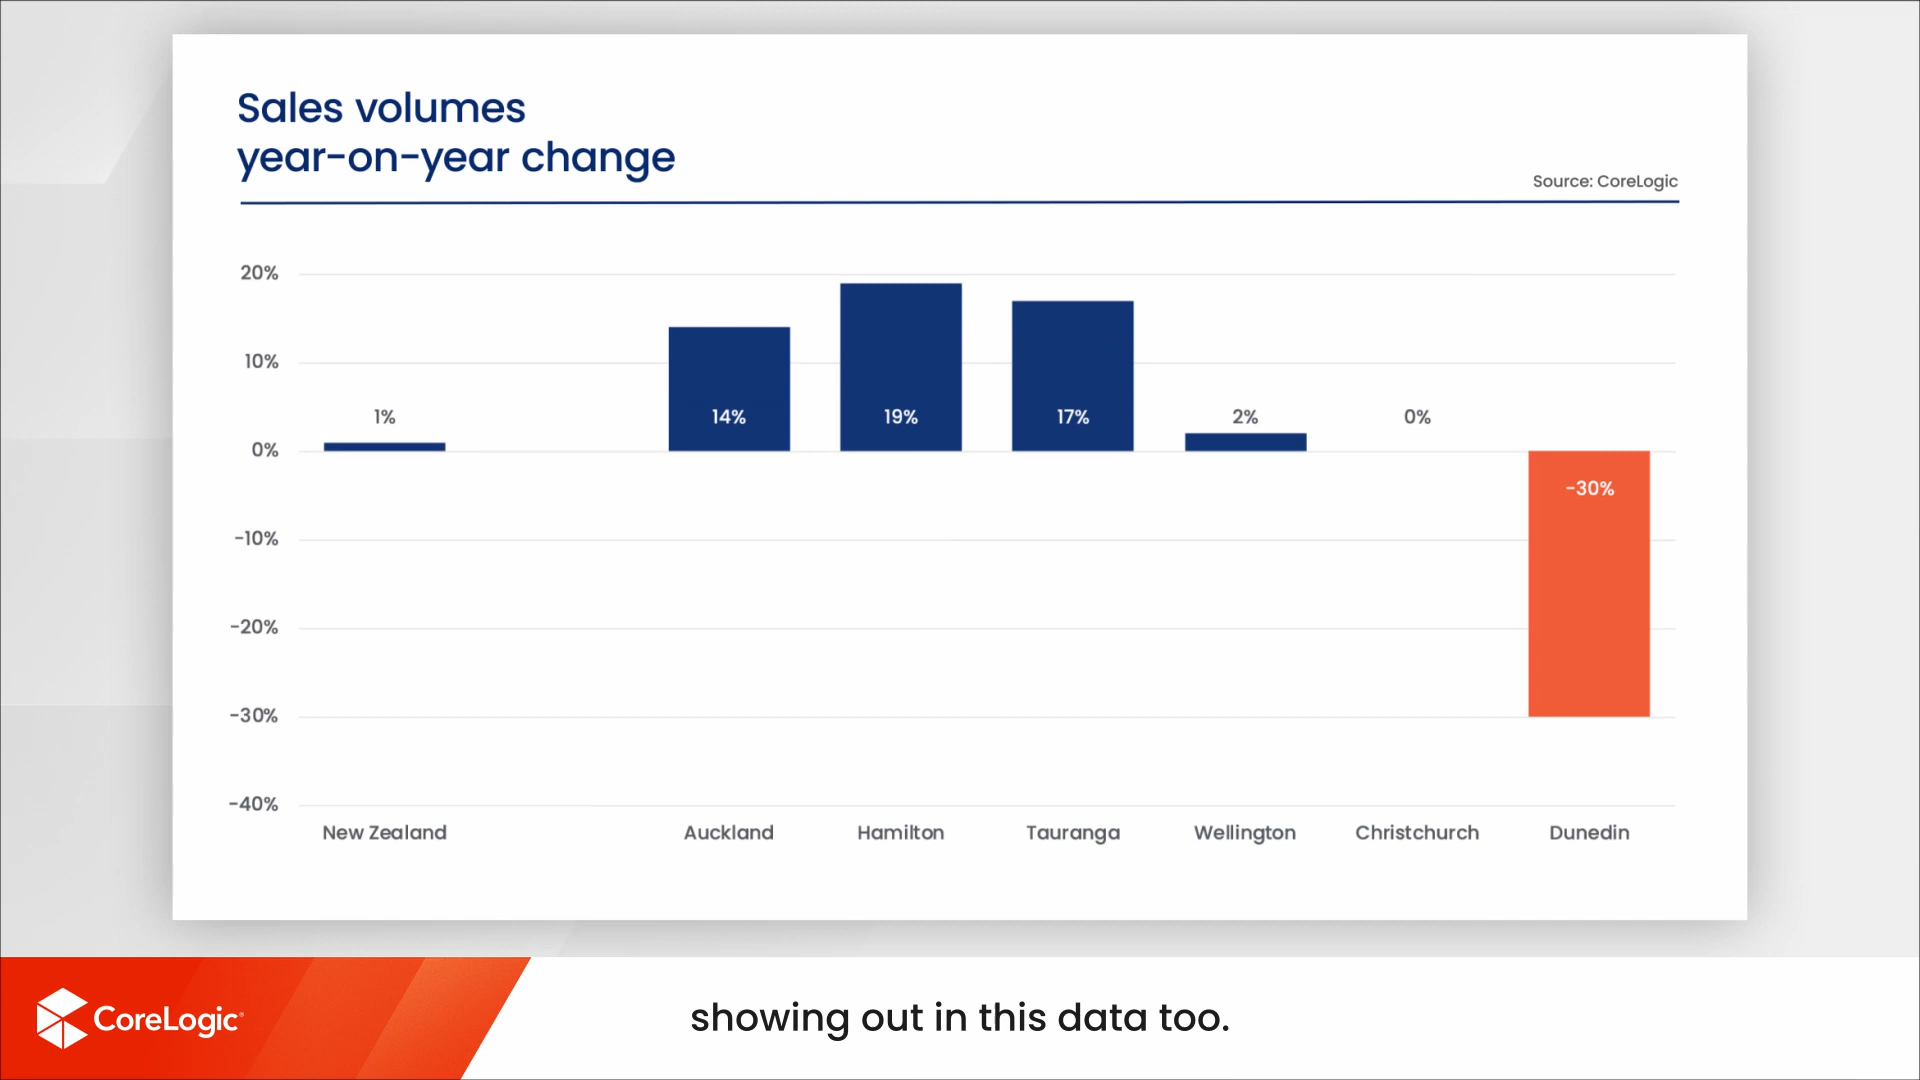 Sales volumes
year-on-year change
Source: CoreLogic
20%
10%
0%
-10%
-20%
-30%
-40%
1%
14%
19%
17%
2%
0%
-30%
New Zealand
Auckland
Hamilton
Tauranga
Wellington
Christchurch
Dunedin
CoreLogic
showing out in this data too.